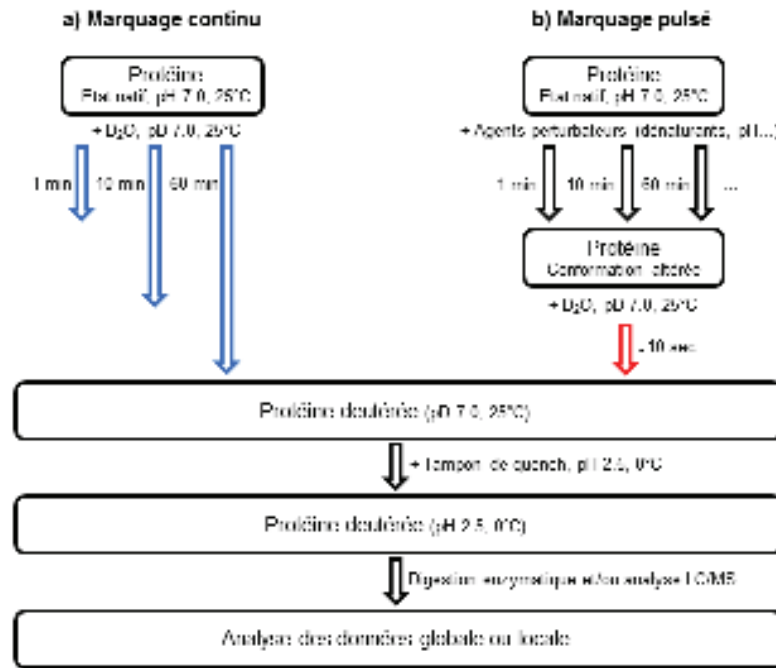 a) Marquage continu
b) Marquage pulsé
Protéine
Etat natif, pH 7.0, 25°C
+ D₂O, pD 7.0, 25°C
1 min 10 min 60 min
Protéine
Etat natif, pH 7.0, 25°C
+ Agents perturbateurs (dénaturants, pH...)
1 min 10 min 60 min ...
Protéine
Conformation altérée
+ D₂O, pD 7.0, 25°C
10 sec
Protéine deutérée (pD 7.0, 25°C)
+ Tampon de quench, pH 2.5, 0°C
Protéine deutérée (pH 2.5, 0°C)
Digestion enzymatique et/ou analyse LC/MS
Analyse des données globale ou locale